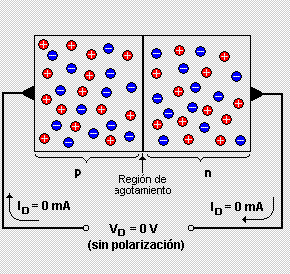 p
n
Región de
agotamiento
I_D = 0 mA
I_D = 0 mA
V_D = 0 V
(sin polarización)